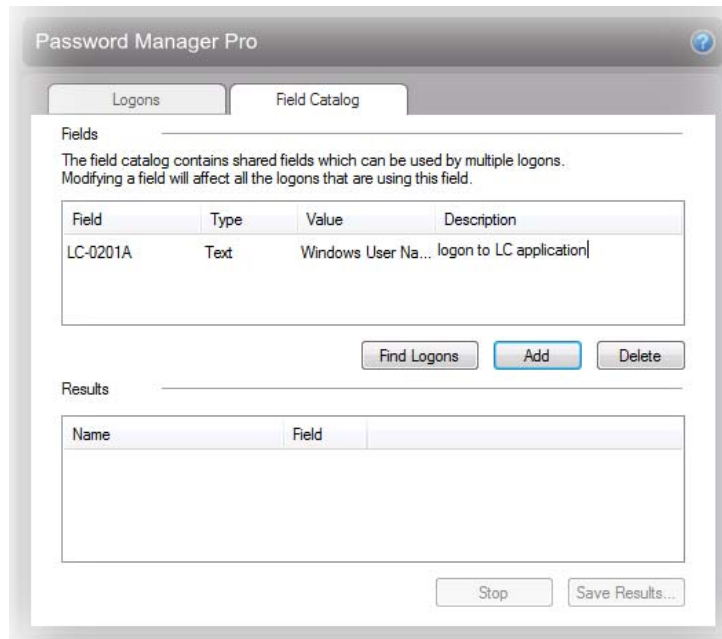 Password Manager Pro
Logons Field Catalog
Fields
The field catalog contains shared fields which can be used by multiple logons.
Modifying a field will affect all the logons that are using this field.
Field Type Value Description
LC-0201A Text Windows User Na... logon to LC application
Find Logons Add Delete
Results
Name Field
Stop Save Results...